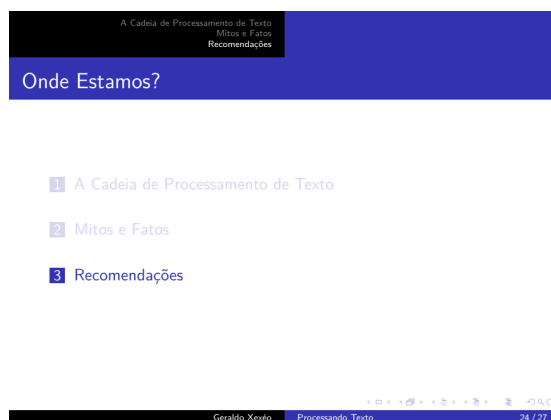 A Cadeia de Processamento de Texto
Mitos e Fatos
Recomendações
Onde Estamos?
1 A Cadeia de Processamento de Texto
2 Mitos e Fatos
3 Recomendações
Geraldo Xexéo Processando Texto 24 / 27